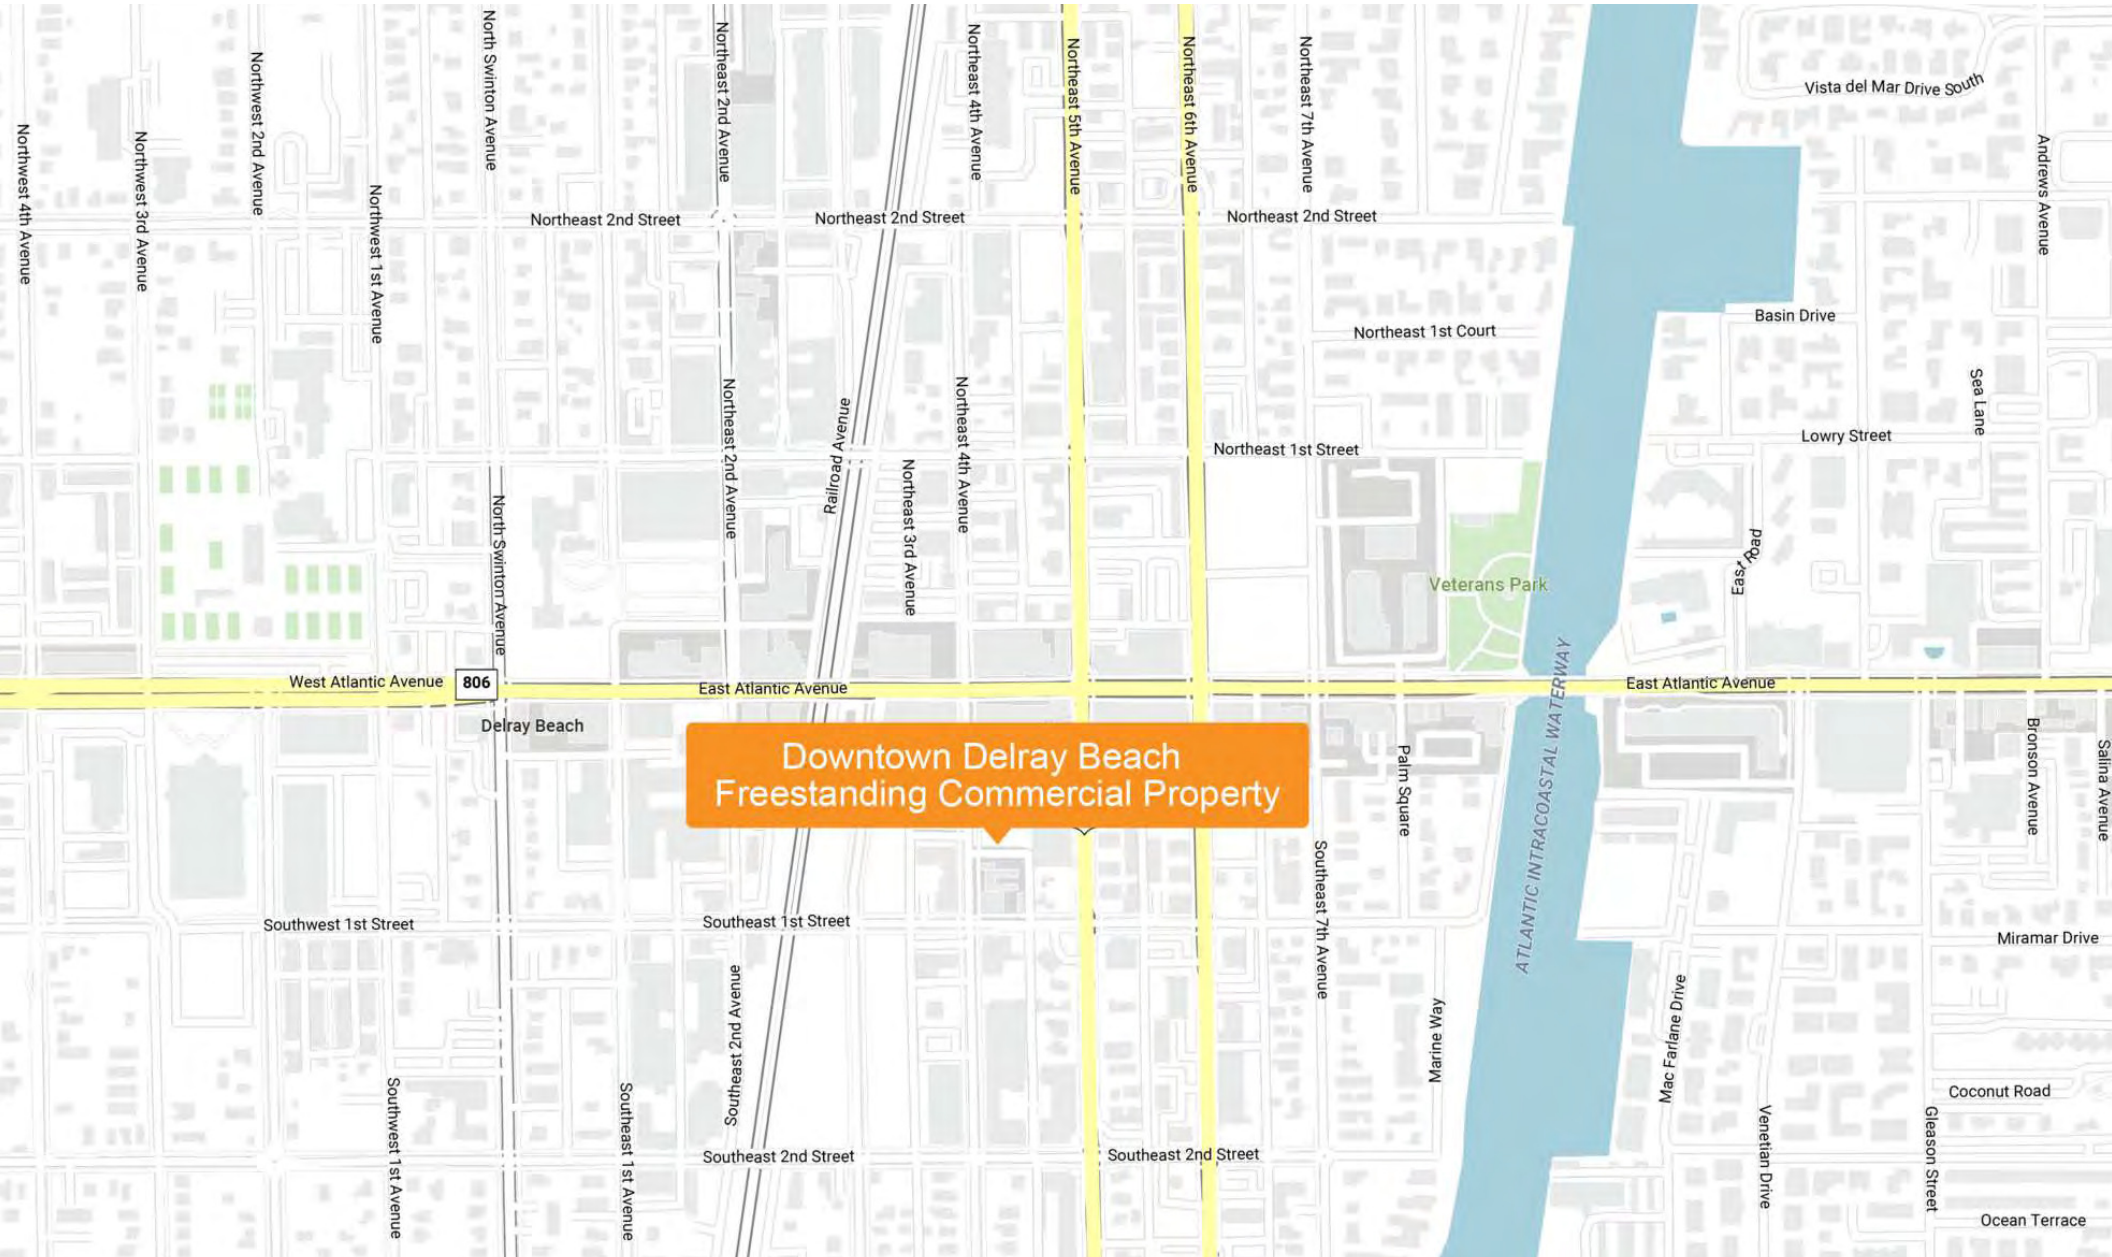 Northwest 4th Avenue
Northwest 3rd Avenue
Northwest 2nd Avenue
Northwest 1st Avenue
North Swinton Avenue
Northeast 2nd Avenue
Northeast 4th Avenue
Northeast 5th Avenue
Northeast 6th Avenue
Northeast 7th Avenue
Vista del Mar Drive South
Andrews Avenue
Northeast 2nd Street
Northeast 2nd Street
Northeast 2nd Street
Basin Drive
Northeast 1st Court
Sea Lane
Lowry Street
Northeast 1st Street
Northeast 2nd Avenue
Railroad Avenue
Northeast 3rd Avenue
Northeast 4th Avenue
North Swinton Avenue
East Road
Veterans Park
West Atlantic Avenue
806
East Atlantic Avenue
East Atlantic Avenue
Delray Beach
Downtown Delray Beach
Freestanding Commercial Property
ATLANTIC INTRACOASTAL WATERWAY
Palm Square
Bronson Avenue
Salina Avenue
Southeast 7th Avenue
Southwest 1st Street
Southeast 1st Street
Miramar Drive
Southeast 2nd Avenue
Marine Way
Mac Farlane Drive
Coconut Road
Southwest 1st Avenue
Southeast 1st Avenue
Southeast 2nd Street
Southeast 2nd Street
Venetian Drive
Gleason Street
Ocean Terrace